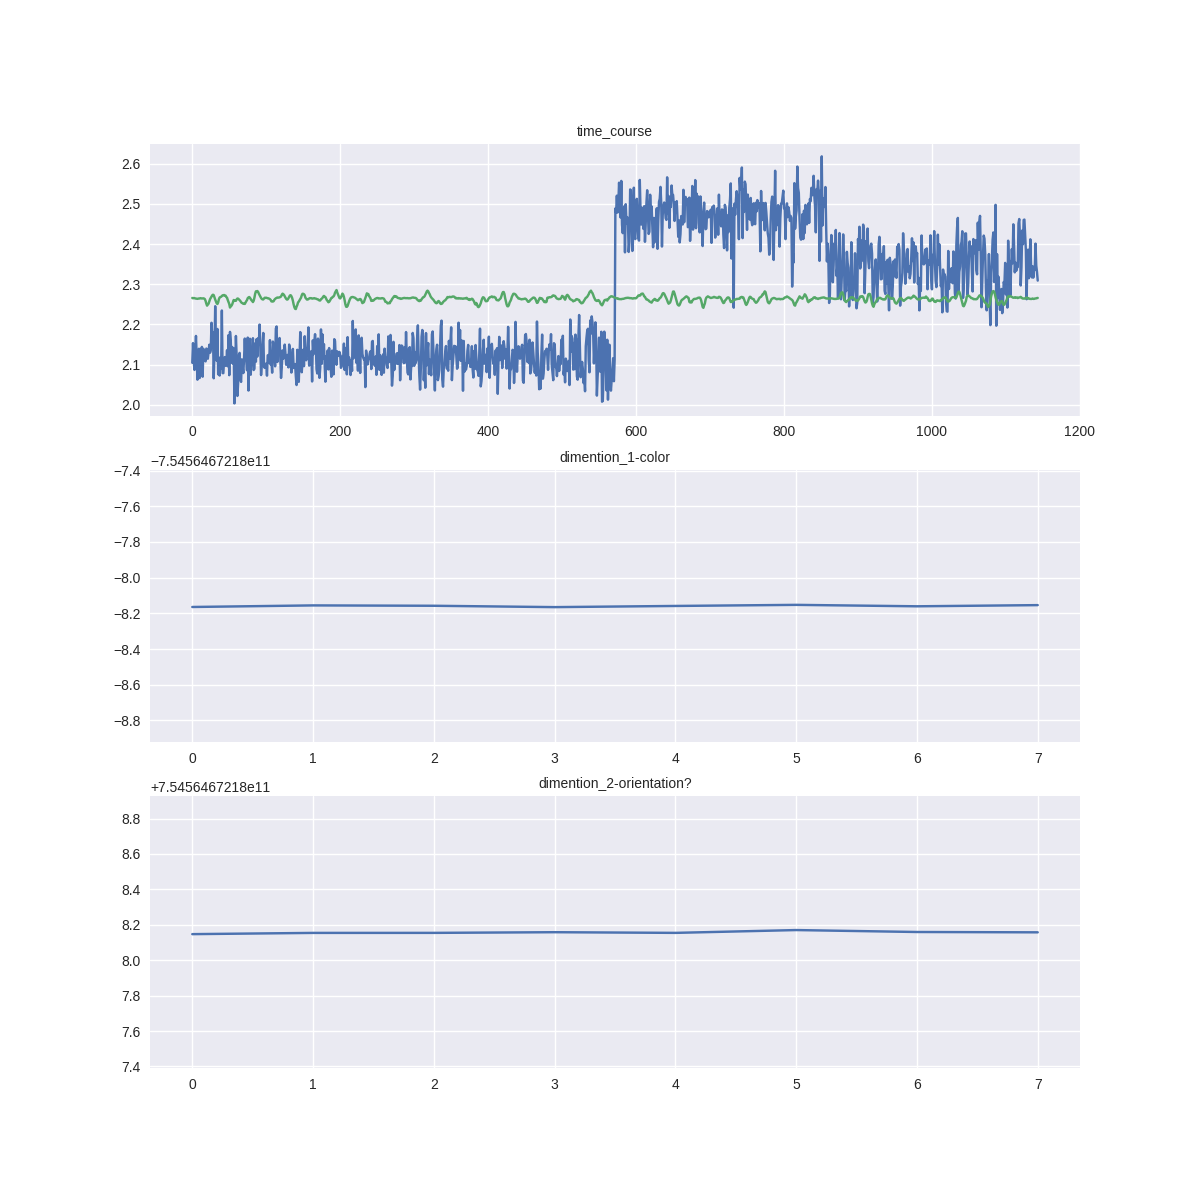 time_course
2.6
2.5
2.4
2.3
2.2
2.1
2.0
0 200 400 600 800 1000 1200
−7.5456467218e11
dimention_1-color
−7.4
−7.6
−7.8
−8.0
−8.2
−8.4
−8.6
−8.8
0 1 2 3 4 5 6 7
+7.5456467218e11
dimention_2-orientation?
8.8
8.6
8.4
8.2
8.0
7.8
7.6
7.4
0 1 2 3 4 5 6 7